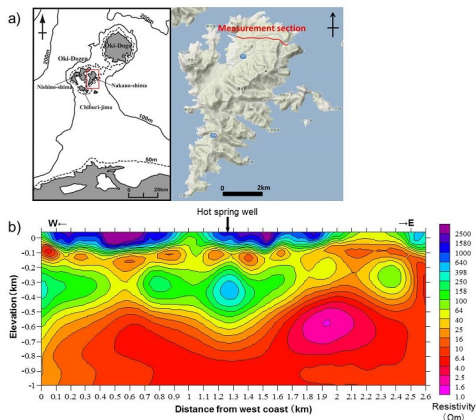 a)
200m
200m
Oki-Dogo
Oki-Dozen
Nishino-shima
Nakano-shima
Chiburi-jima
100m
50m
0 20km
Measurement section
0 2km
Hot spring well
b)
W← →E
Elevation (km)
0
-0.1
-0.2
-0.3
-0.4
-0.5
-0.6
-0.7
-0.8
-0.9
-1
0 0.1 0.2 0.3 0.4 0.5 0.6 0.7 0.8 0.9 1 1.1 1.2 1.3 1.4 1.5 1.6 1.7 1.8 1.9 2 2.1 2.2 2.3 2.4 2.5 2.6
Distance from west coast (km)
2500
1580
1000
640
398
250
158
100
64
40
25
16
10
6.4
4.0
2.5
1.6
1.0
Resistivity
(Ωm)